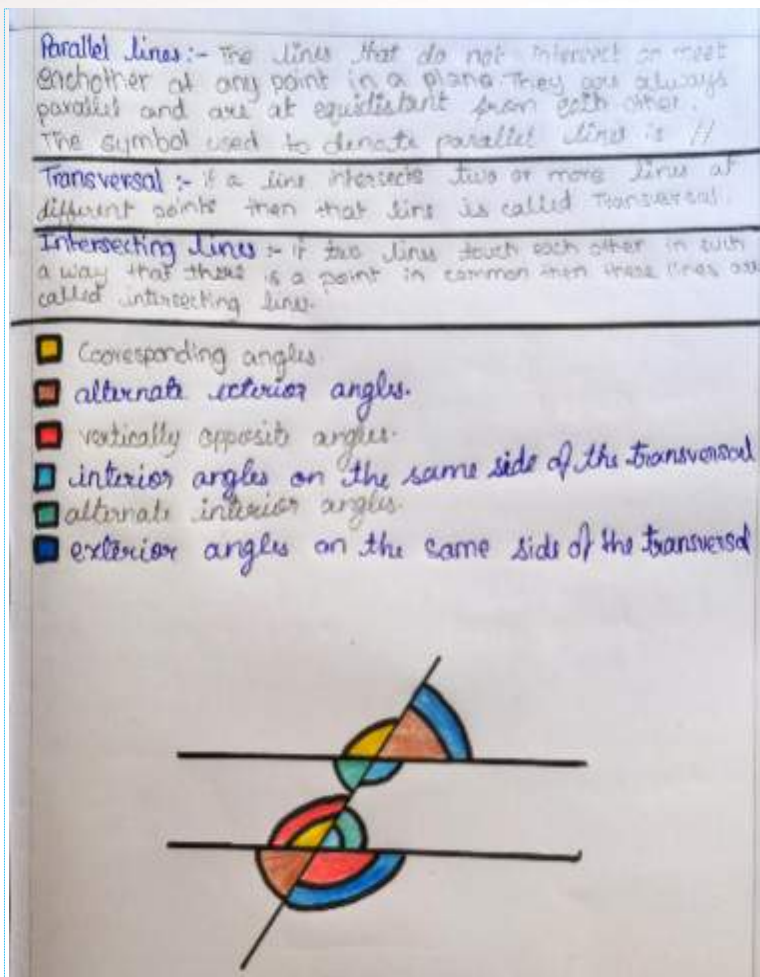 Parallel lines:- The lines that do not intersect or meet
eachother at any point in a plane. They are always
parallel and are at equidistant from eoth other.
The symbol used to denote parallel lines is //
Transversal :- if a line intersects two or more lines at
different points then that line is called Transversal.
Intersecting lines :- if two lines touch each other in such
a way that there is a point in common then these lines are
called intersecting lines.
Cooresponding angles.
alternate exterior angles.
vertically opposite angles.
interior angles on the same side of the transversal
alternate interior angles.
exterior angles on the same side of the transversal